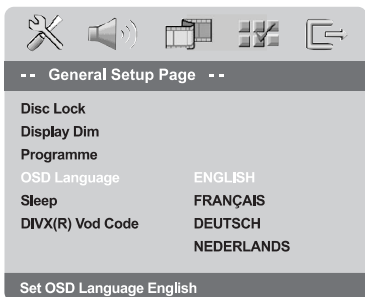 -- General Setup Page --
Disc Lock
Display Dim
Programme
OSD Language ENGLISH
Sleep FRANÇAIS
DIVX(R) Vod Code DEUTSCH
NEDERLANDS
Set OSD Language English